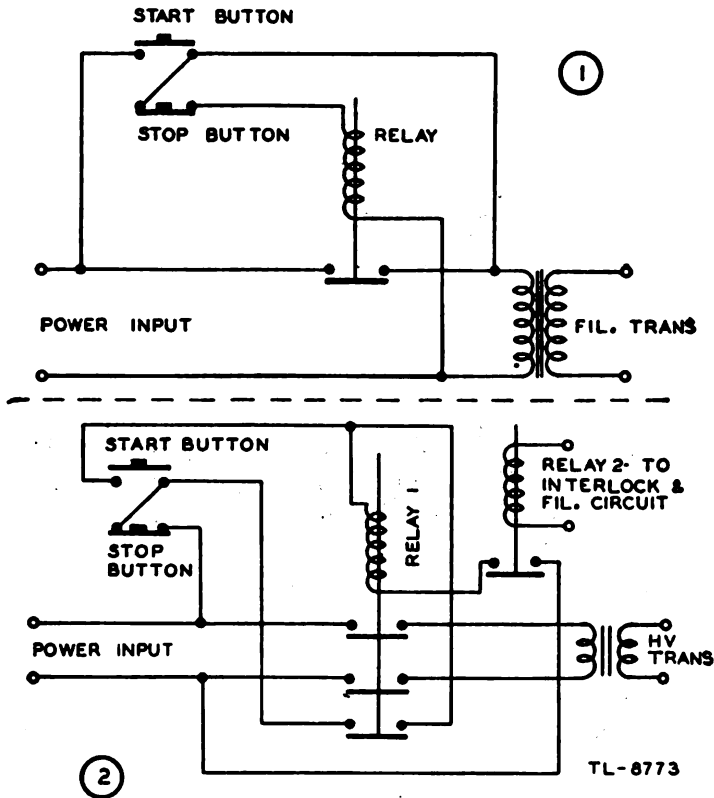 START BUTTON
1
STOP BUTTON
RELAY
POWER INPUT
FIL. TRANS
START BUTTON
RELAY 2- TO
INTERLOCK &
FIL. CIRCUIT
RELAY 1
STOP
BUTTON
POWER INPUT
HV
TRANS
2
TL-8773